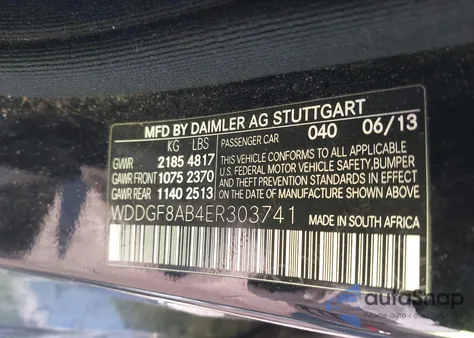 MFD BY DAIMLER AG STUTTGART
KG LBS PASSENGER CAR 040 06/13
GVWR 2185 4817
GAWR FRONT 1075 2370
GAWR REAR 1140 2513
THIS VEHICLE CONFORMS TO ALL APPLICABLE
U.S. FEDERAL MOTOR VEHICLE SAFETY, BUMPER
AND THEFT PREVENTION STANDARDS IN
EFFECT ON THE DATE OF MANUFACTURE
SHOWN ABOVE.
WDDGF8AB4ER303741 MADE IN SOUTH AFRICA
autoSnap